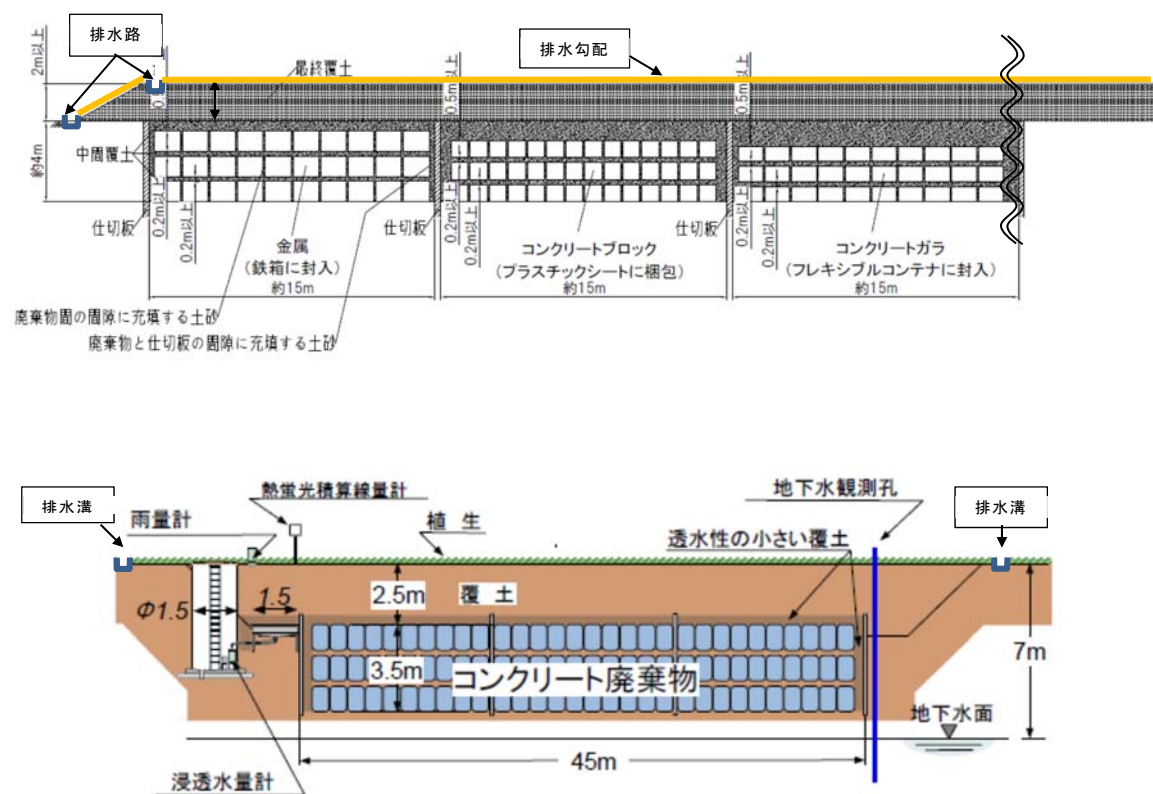 排水路
排水勾配
2m以上
最終覆土
0.5m以上
0.5m以上
約4m
中間覆土
仕切板
0.2m以上
0.2m以上
金属
(鉄箱に封入)
約15m
仕切板
0.2m以上
0.2m以上
コンクリートブロック
(プラスチックシートに梱包)
約15m
仕切板
0.2m以上
0.2m以上
コンクリートガラ
(フレキシブルコンテナに封入)
約15m
廃棄物間の間隙に充填する土砂
廃棄物と仕切板の間隙に充填する土砂
排水溝
雨量計
熱蛍光積算線量計
植 生
地下水観測孔
排水溝
透水性の小さい覆土
Φ1.5
1.5
2.5m
覆 土
3.5m
コンクリート廃棄物
7m
地下水面
45m
浸透水量計